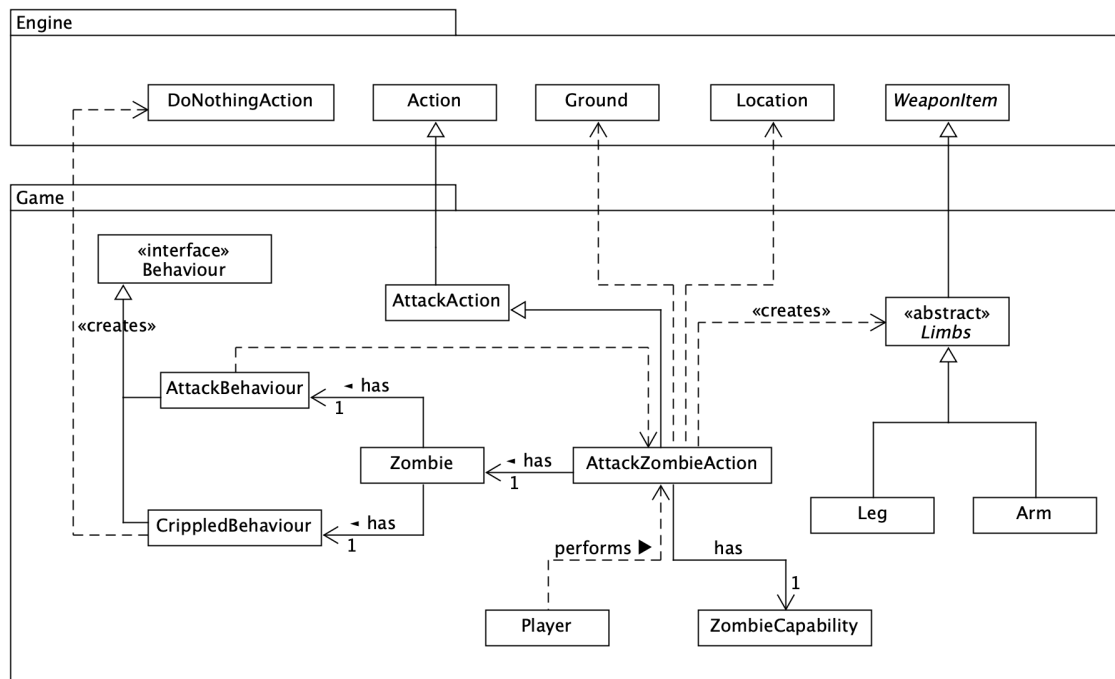 Engine
DoNothingAction
Action
Ground
Location
WeaponItem
Game
«interface»
Behaviour
«creates»
AttackAction
«creates»
«abstract»
Limbs
AttackBehaviour
◄ has
1
Zombie
◄ has
1
AttackZombieAction
CrippledBehaviour
◄ has
1
Leg
Arm
performs ▶
has
1
Player
ZombieCapability